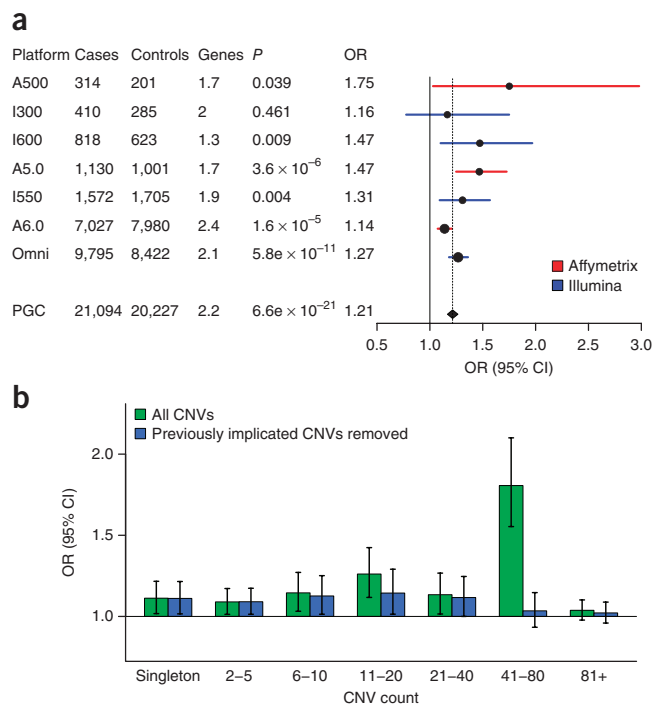 a
Platform Cases Controls Genes P OR
A500 314 201 1.7 0.039 1.75
I300 410 285 2 0.461 1.16
I600 818 623 1.3 0.009 1.47
A5.0 1,130 1,001 1.7 3.6 × 10⁻⁶ 1.47
I550 1,572 1,705 1.9 0.004 1.31
A6.0 7,027 7,980 2.4 1.6 × 10⁻⁵ 1.14
Omni 9,795 8,422 2.1 5.8e × 10⁻¹¹ 1.27
Affymetrix
Illumina
PGC 21,094 20,227 2.2 6.6e × 10⁻²¹ 1.21
0.5 1.0 1.5 2.0 2.5 3.0
OR (95% CI)
b
All CNVs
Previously implicated CNVs removed
OR (95% CI)
2.0
1.5
1.0
Singleton 2–5 6–10 11–20 21–40 41–80 81+
CNV count